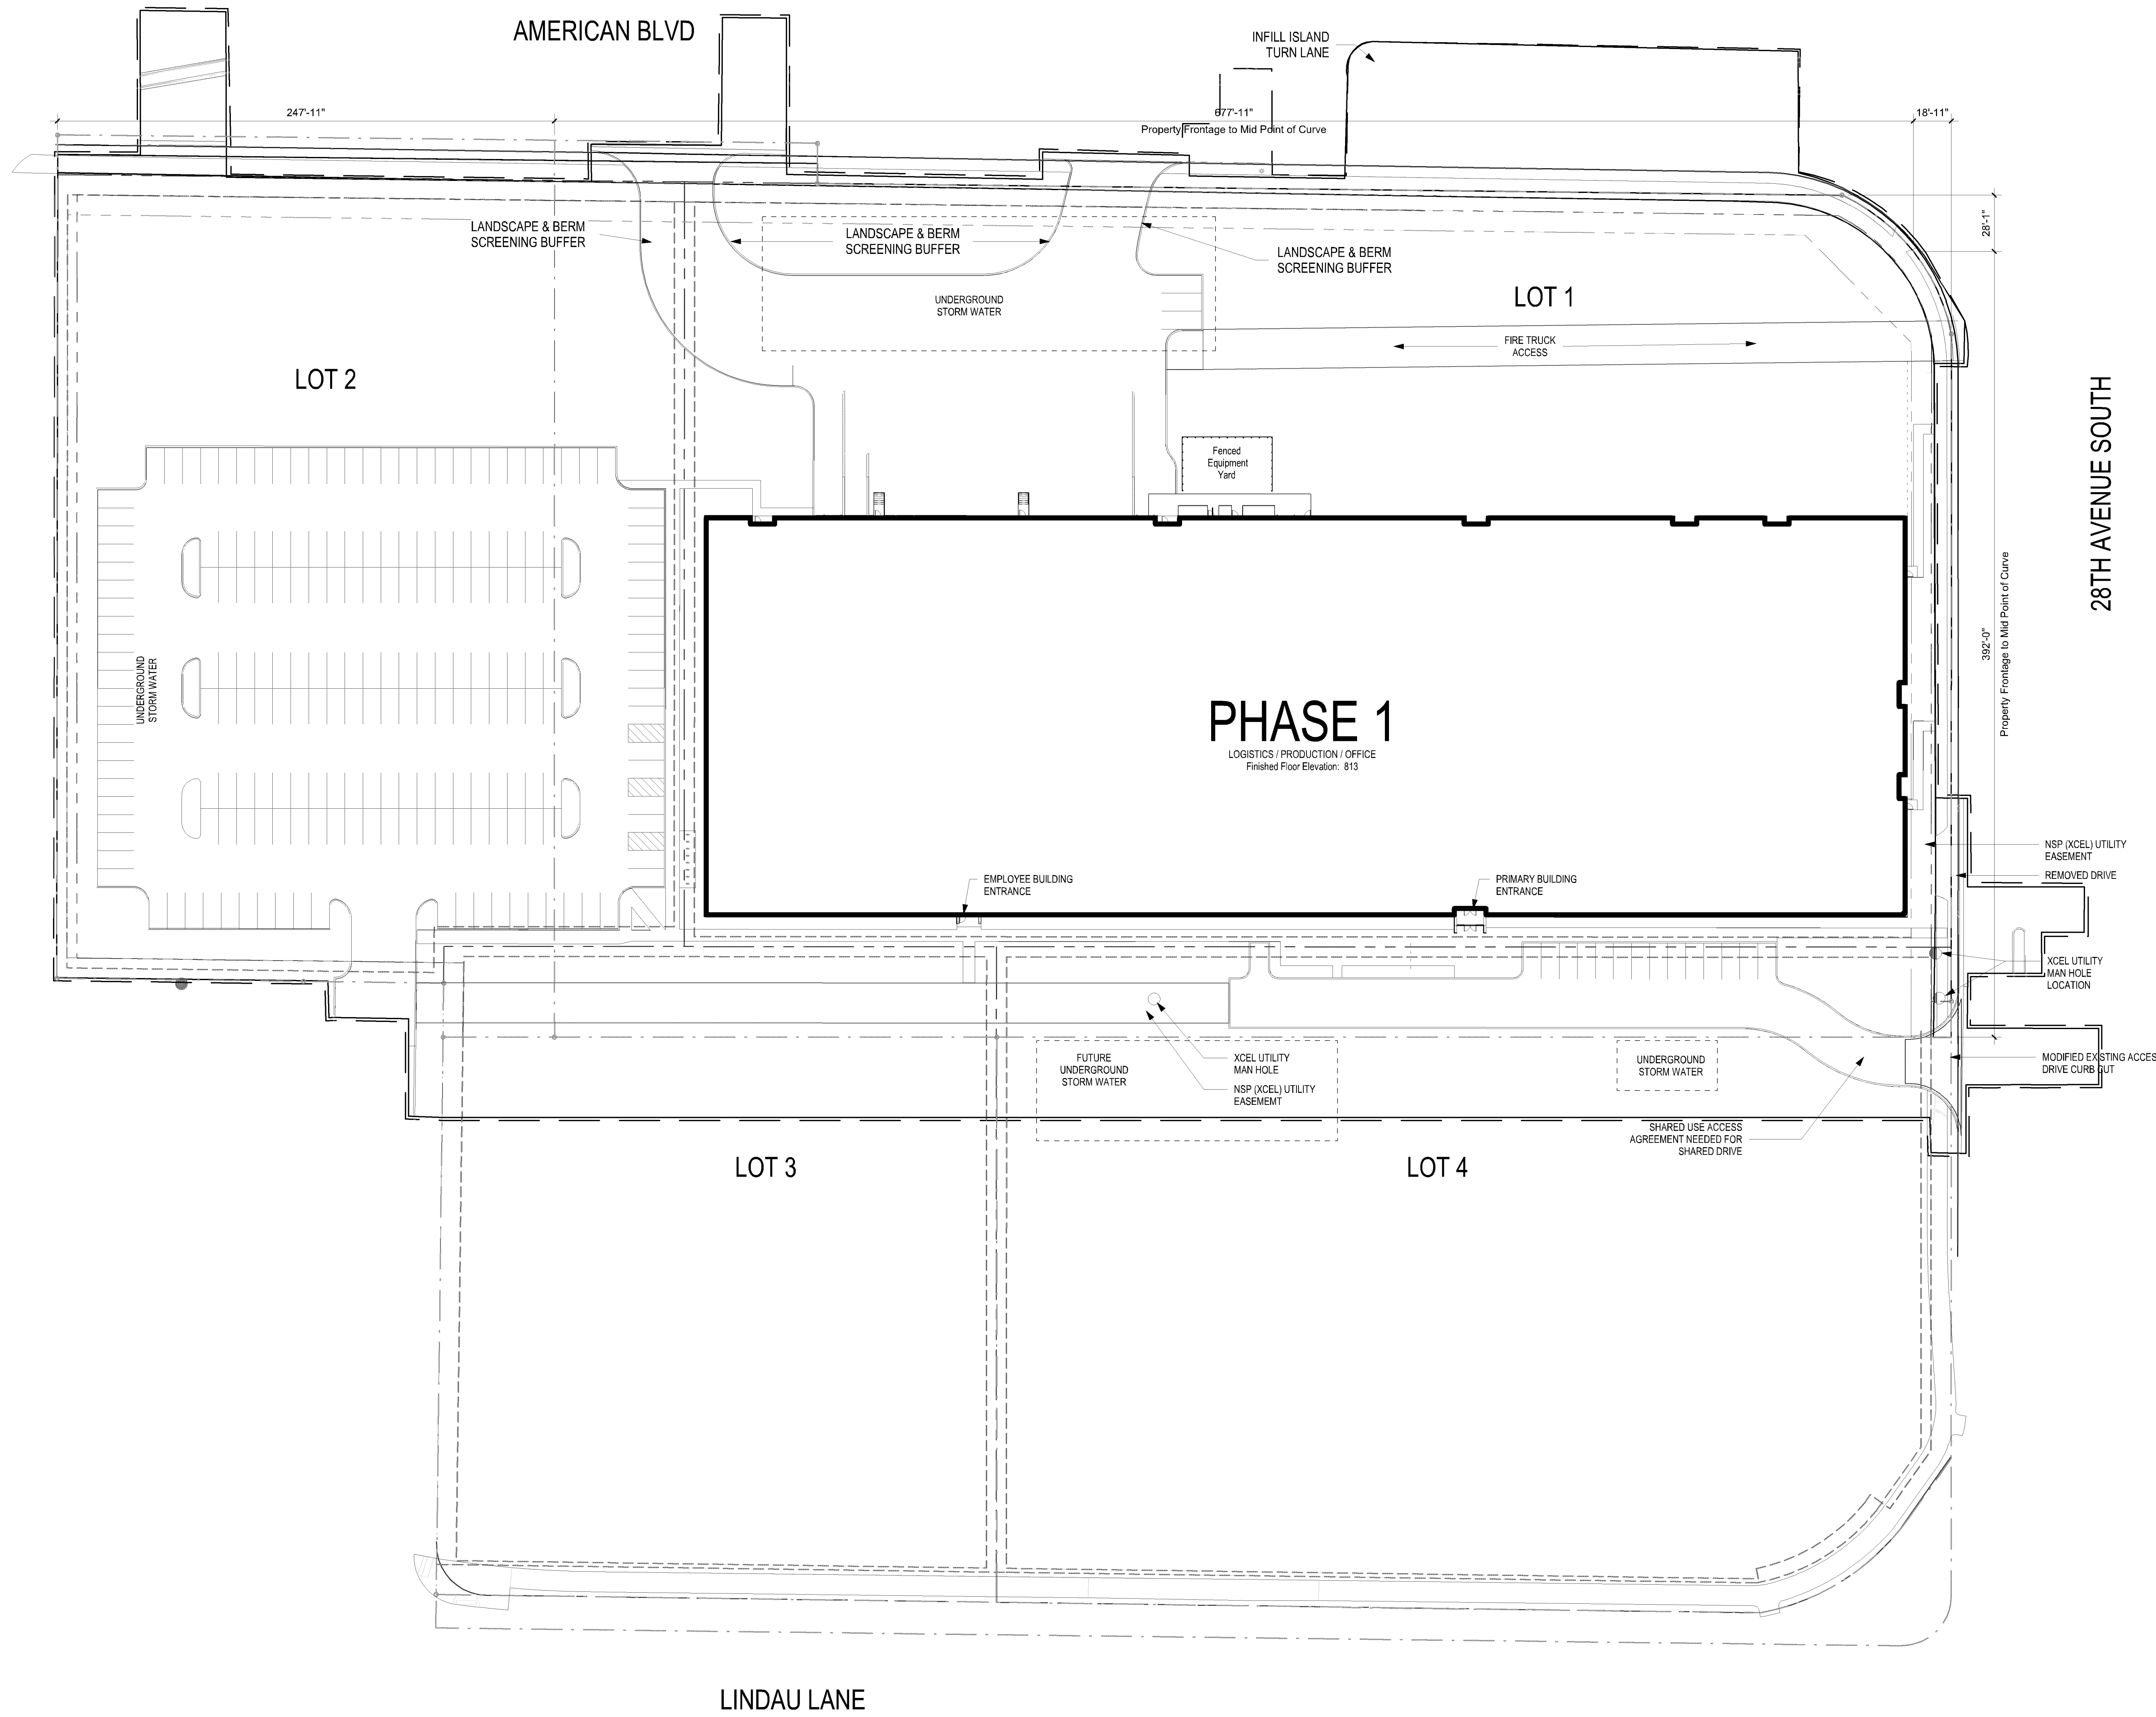 AMERICAN BLVD
INFILL ISLAND
TURN LANE
247'-11"
677'-11"
18'-11"
Property Frontage to Mid Point of Curve
28'-1"
LANDSCAPE & BERM
SCREENING BUFFER
LANDSCAPE & BERM
SCREENING BUFFER
LANDSCAPE & BERM
SCREENING BUFFER
UNDERGROUND
STORM WATER
LOT 1
FIRE TRUCK
ACCESS
LOT 2
28TH AVENUE SOUTH
Fenced
Equipment
Yard
392'-0"
Property Frontage to Mid Point of Curve
UNDERGROUND
STORM WATER
PHASE 1
LOGISTICS / PRODUCTION / OFFICE
Finished Floor Elevation: 813
NSP (XCEL) UTILITY
EASEMENT
REMOVED DRIVE
EMPLOYEE BUILDING
ENTRANCE
PRIMARY BUILDING
ENTRANCE
XCEL UTILITY
MAN HOLE
LOCATION
FUTURE
UNDERGROUND
STORM WATER
XCEL UTILITY
MAN HOLE
NSP (XCEL) UTILITY
EASEMEMT
UNDERGROUND
STORM WATER
MODIFIED EXISTING ACCES
DRIVE CURB CUT
SHARED USE ACCESS
AGREEMENT NEEDED FOR
SHARED DRIVE
LOT 3
LOT 4
LINDAU LANE